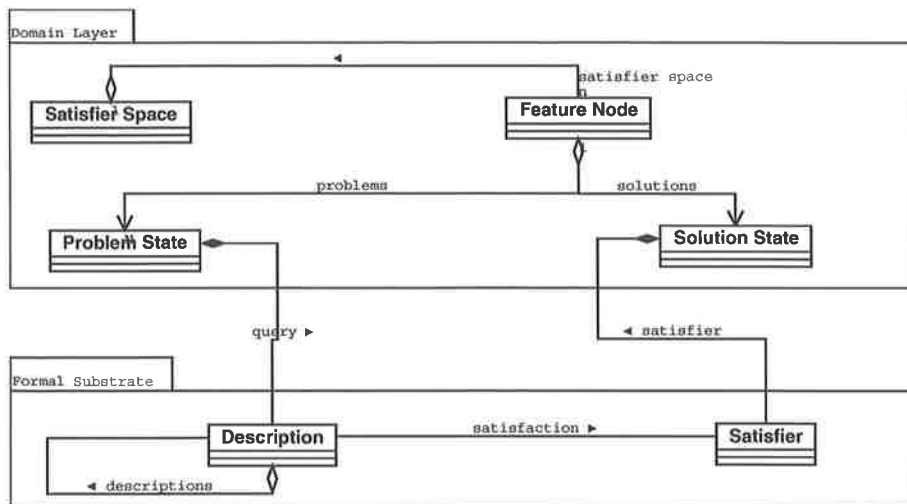 Domain Layer
satisfier space
Satisfier Space
Feature Node
problems
solutions
Problem State
Solution State
query ►
◄ satisfier
Formal Substrate
Description
satisfaction ►
Satisfier
◄ descriptions